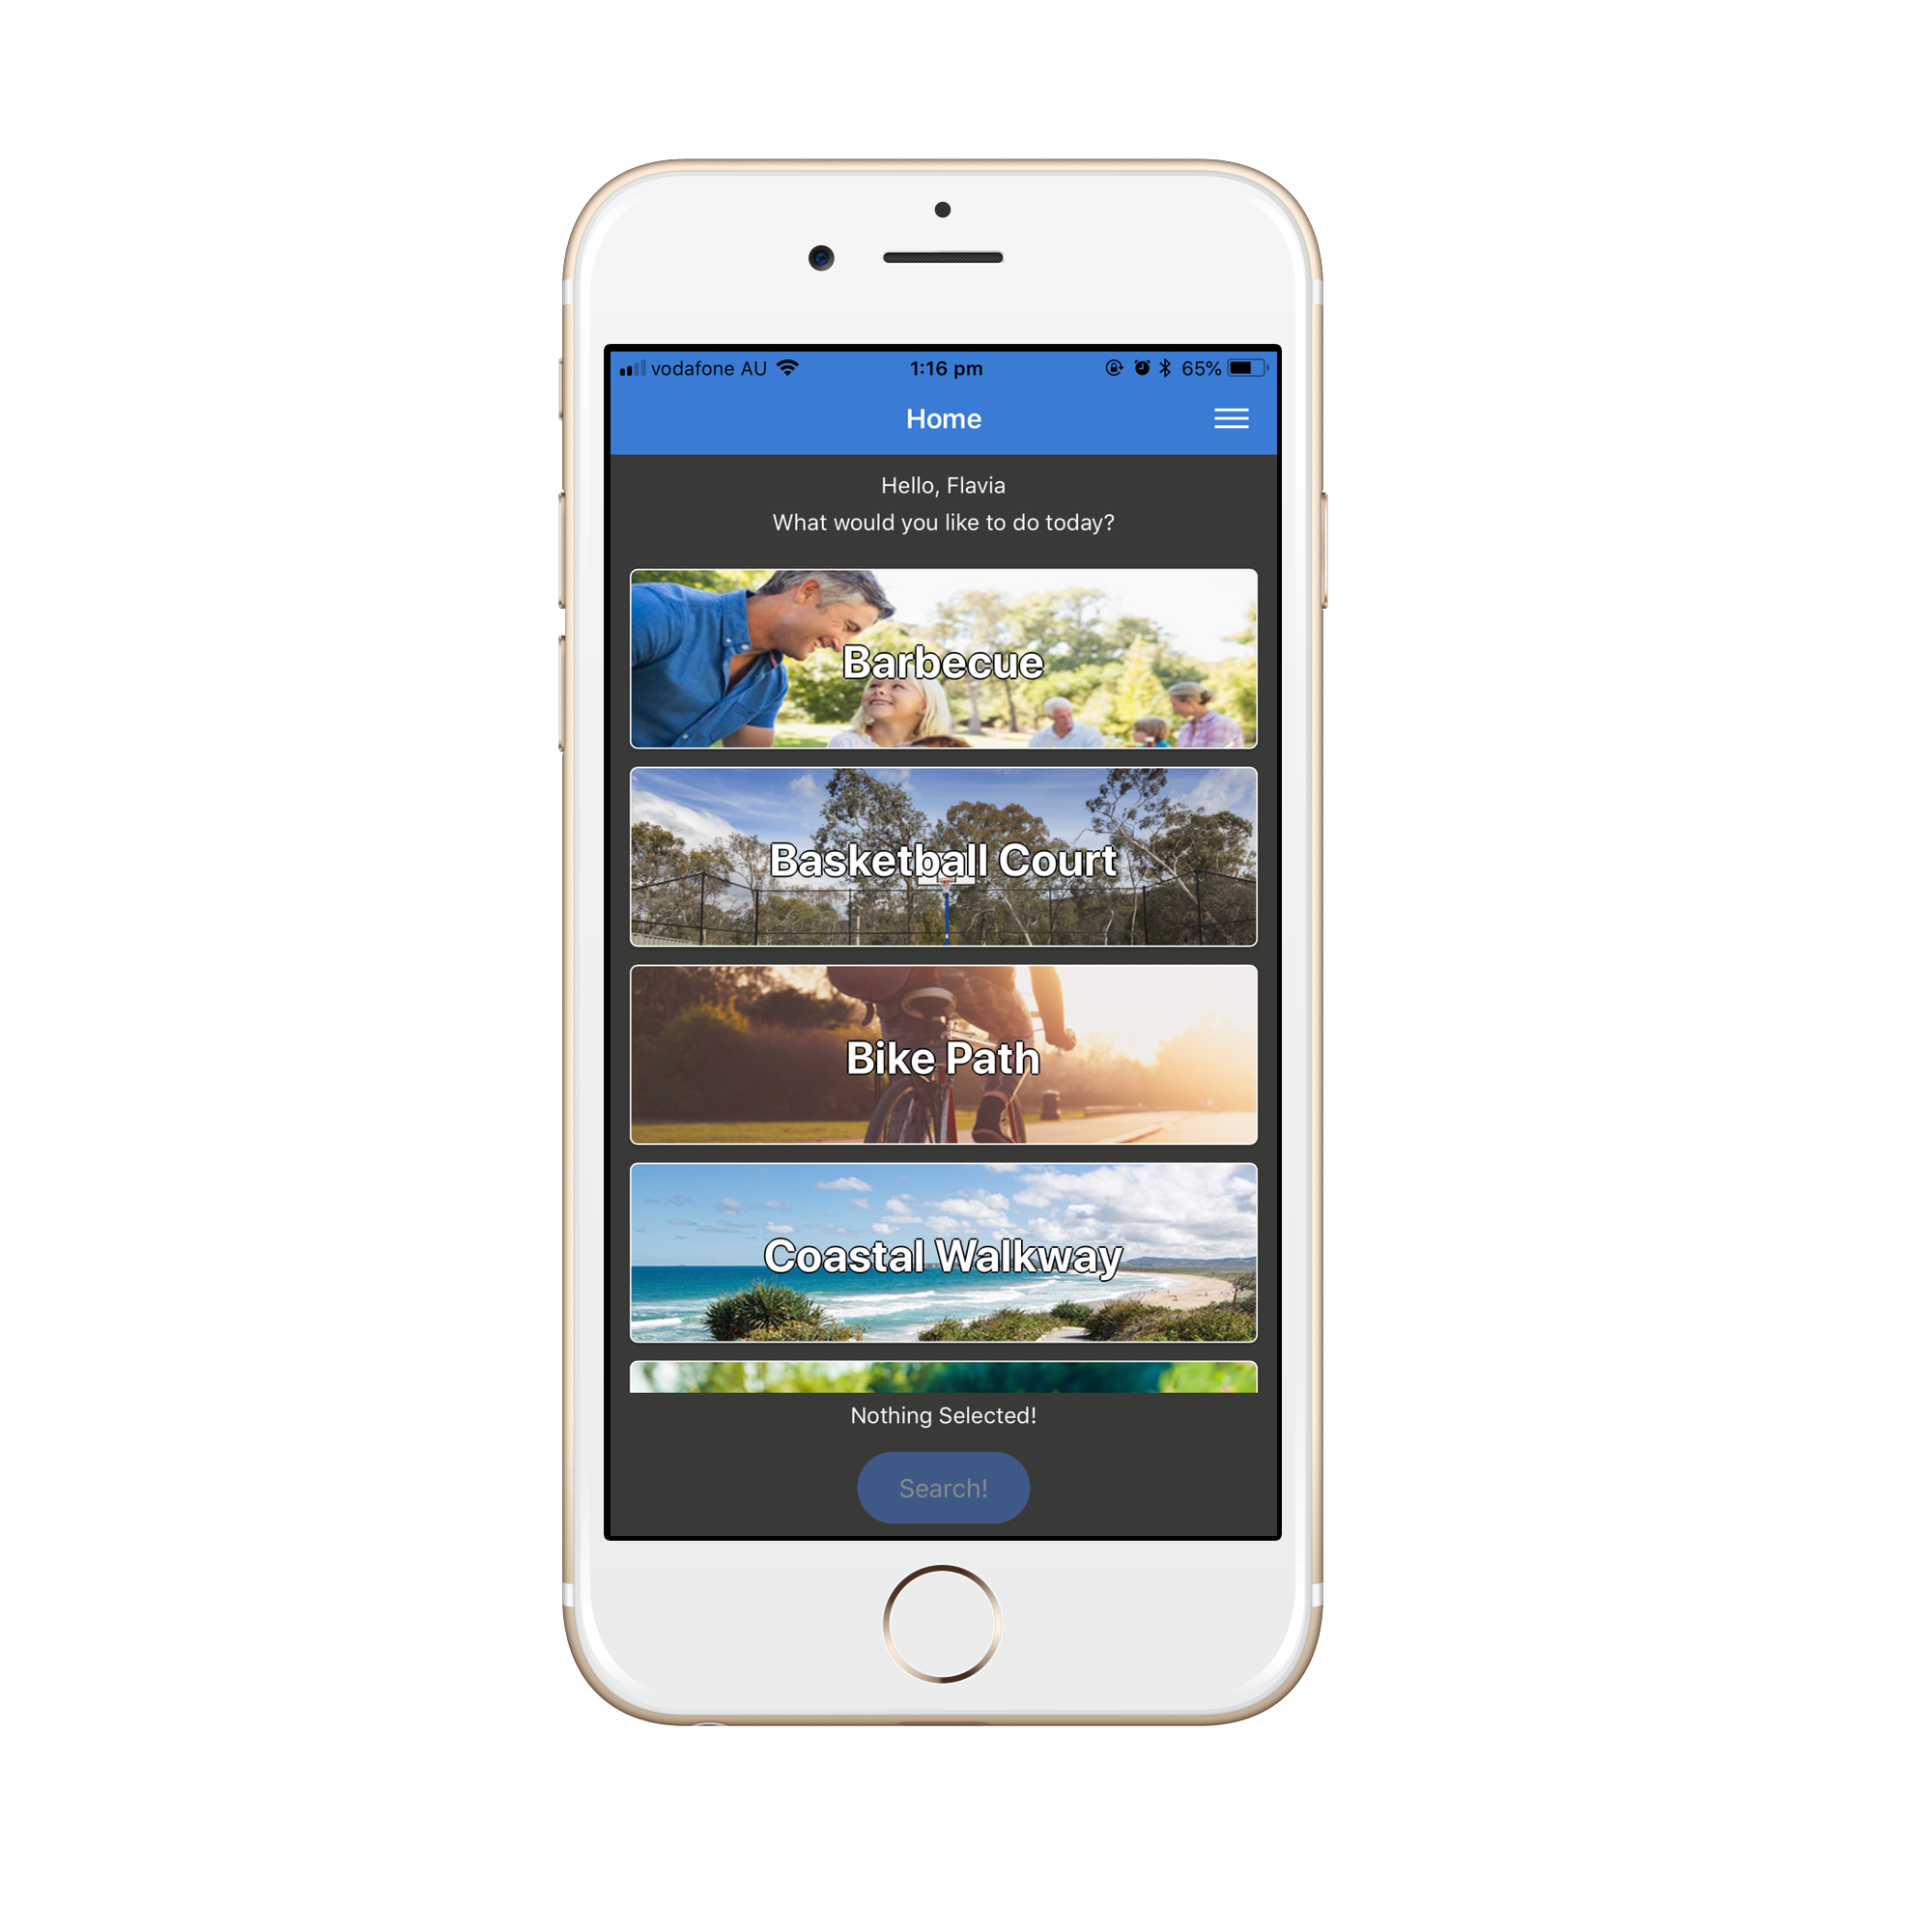 vodafone AU 1:16 pm 65%
Home
Hello, Flavia
What would you like to do today?
Barbecue
Basketball Court
Bike Path
Coastal Walkway
Nothing Selected!
Search!